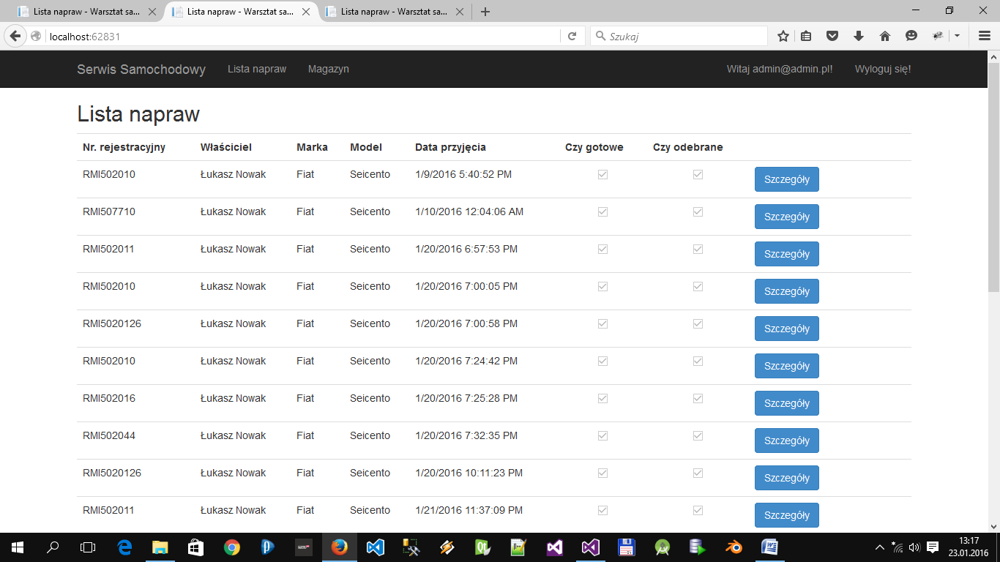 Lista napraw - Warsztat sa... Lista napraw - Warsztat sa... Lista napraw - Warsztat sa...
localhost:62831 Szukaj
Serwis Samochodowy Lista napraw Magazyn Witaj admin@admin.pl! Wyloguj się!
Lista napraw
Nr. rejestracyjny Właściciel Marka Model Data przyjęcia Czy gotowe Czy odebrane
RMI502010 Łukasz Nowak Fiat Seicento 1/9/2016 5:40:52 PM Szczegóły
RMI507710 Łukasz Nowak Fiat Seicento 1/10/2016 12:04:06 AM Szczegóły
RMI502011 Łukasz Nowak Fiat Seicento 1/20/2016 6:57:53 PM Szczegóły
RMI502010 Łukasz Nowak Fiat Seicento 1/20/2016 7:00:05 PM Szczegóły
RMI5020126 Łukasz Nowak Fiat Seicento 1/20/2016 7:00:58 PM Szczegóły
RMI502010 Łukasz Nowak Fiat Seicento 1/20/2016 7:24:42 PM Szczegóły
RMI502016 Łukasz Nowak Fiat Seicento 1/20/2016 7:25:28 PM Szczegóły
RMI502044 Łukasz Nowak Fiat Seicento 1/20/2016 7:32:35 PM Szczegóły
RMI5020126 Łukasz Nowak Fiat Seicento 1/20/2016 10:11:23 PM Szczegóły
RMI502011 Łukasz Nowak Fiat Seicento 1/21/2016 11:37:09 PM Szczegóły
13:17
23.01.2016